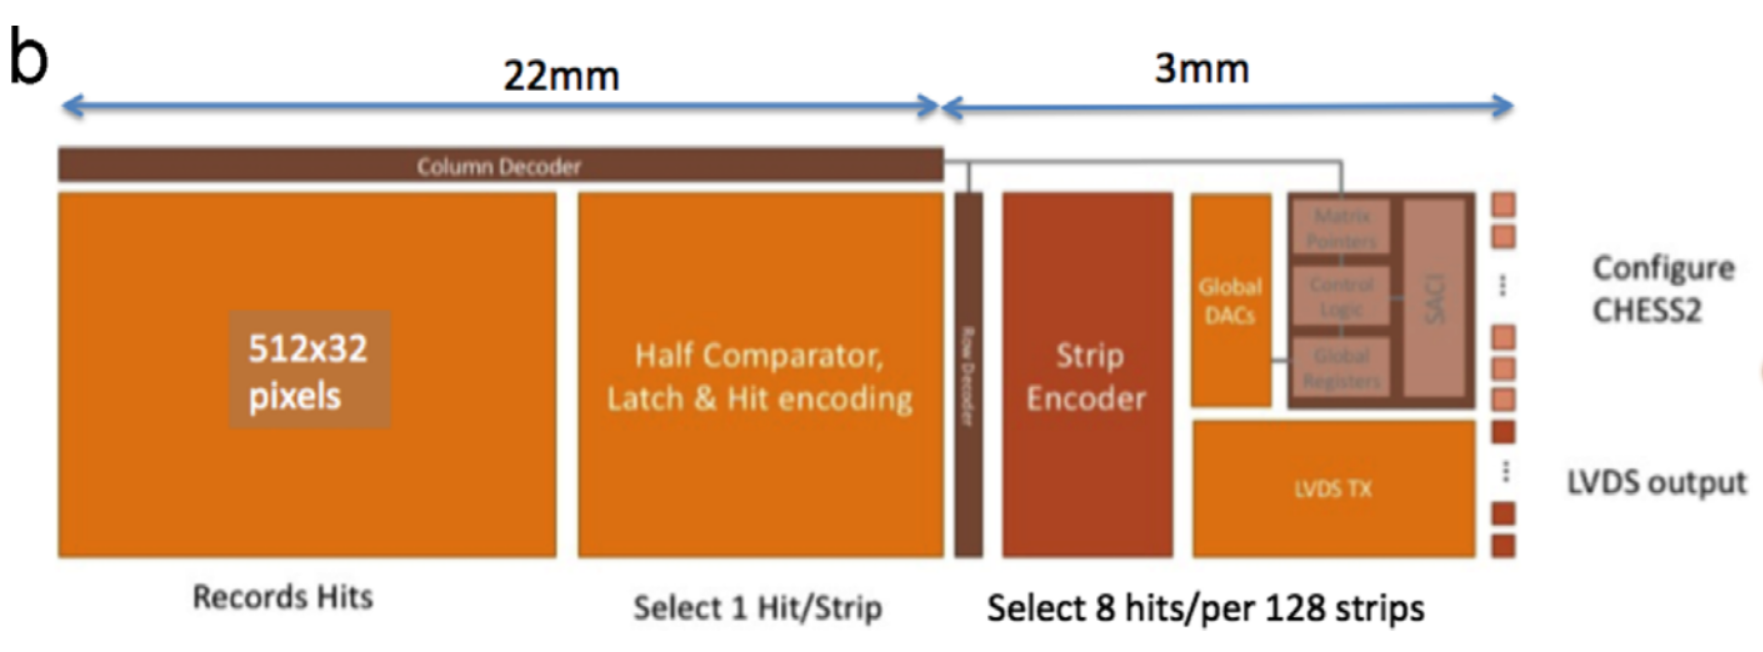 b
22mm
3mm
Column Decoder
512x32
pixels
Half Comparator,
Latch & Hit encoding
Row Decoder
Strip
Encoder
Global
DACs
Matrix
Pointers
Control
Logic
Global
Registers
SACI
LVDS TX
Configure
CHESS2
LVDS output
Records Hits
Select 1 Hit/Strip
Select 8 hits/per 128 strips